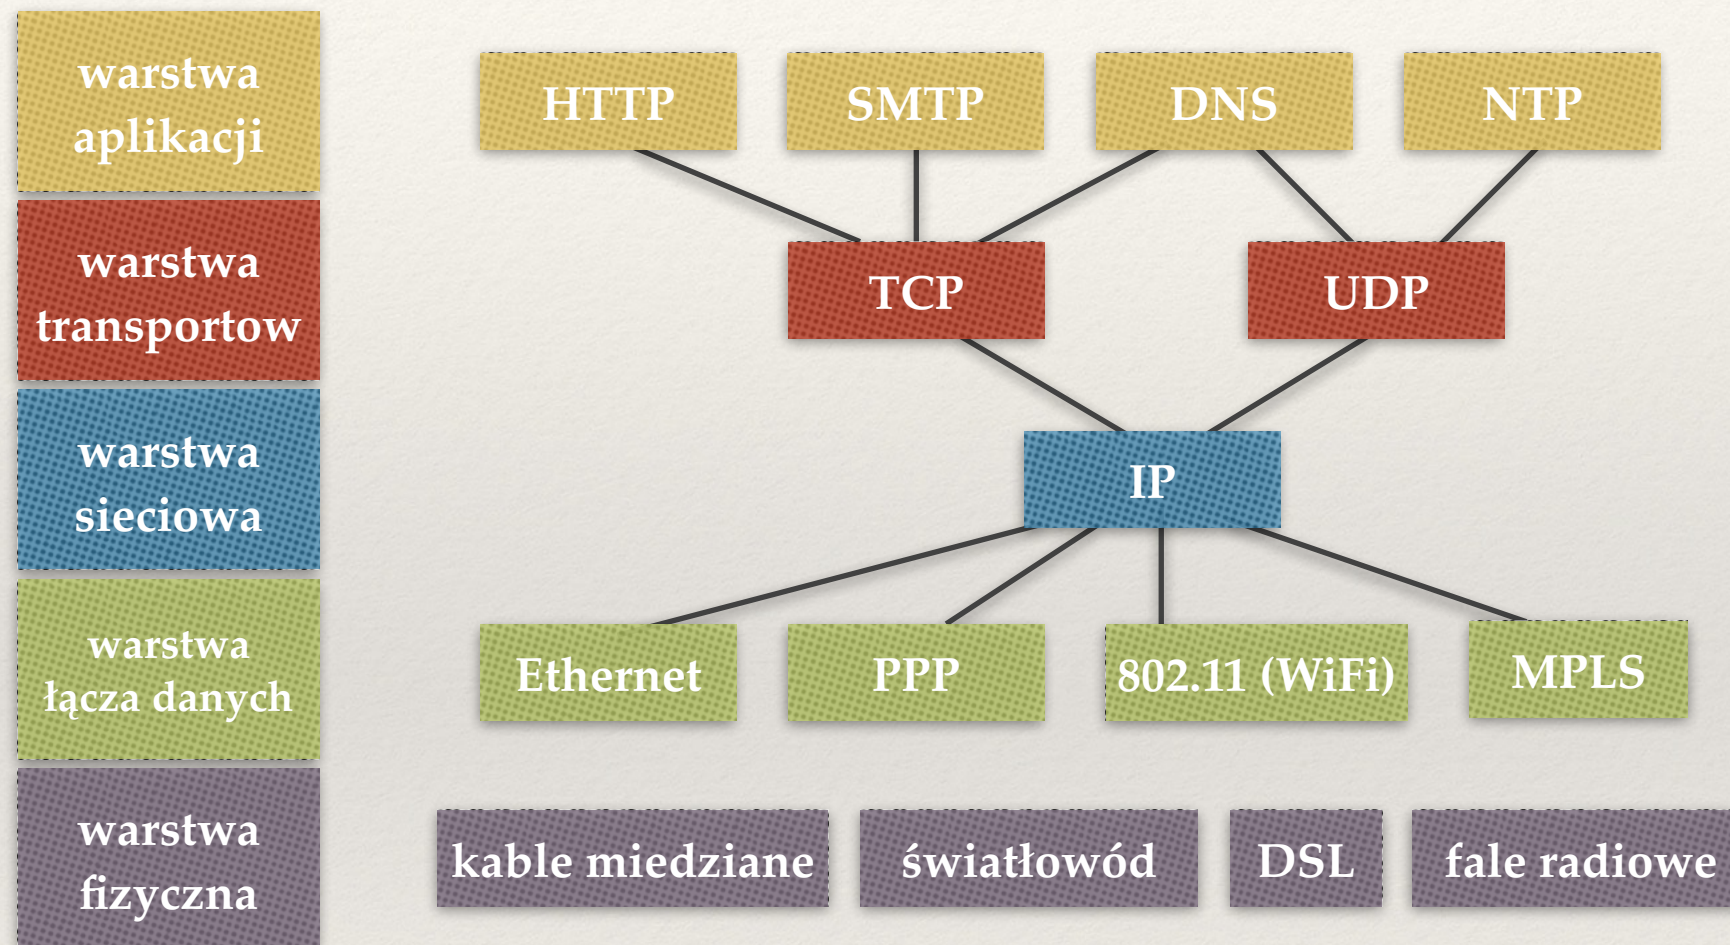 warstwa
aplikacji
HTTP
SMTP
DNS
NTP
warstwa
transportow
TCP
UDP
warstwa
sieciowa
IP
warstwa
łącza danych
Ethernet
PPP
802.11 (WiFi)
MPLS
warstwa
fizyczna
kable miedziane
światłowód
DSL
fale radiowe